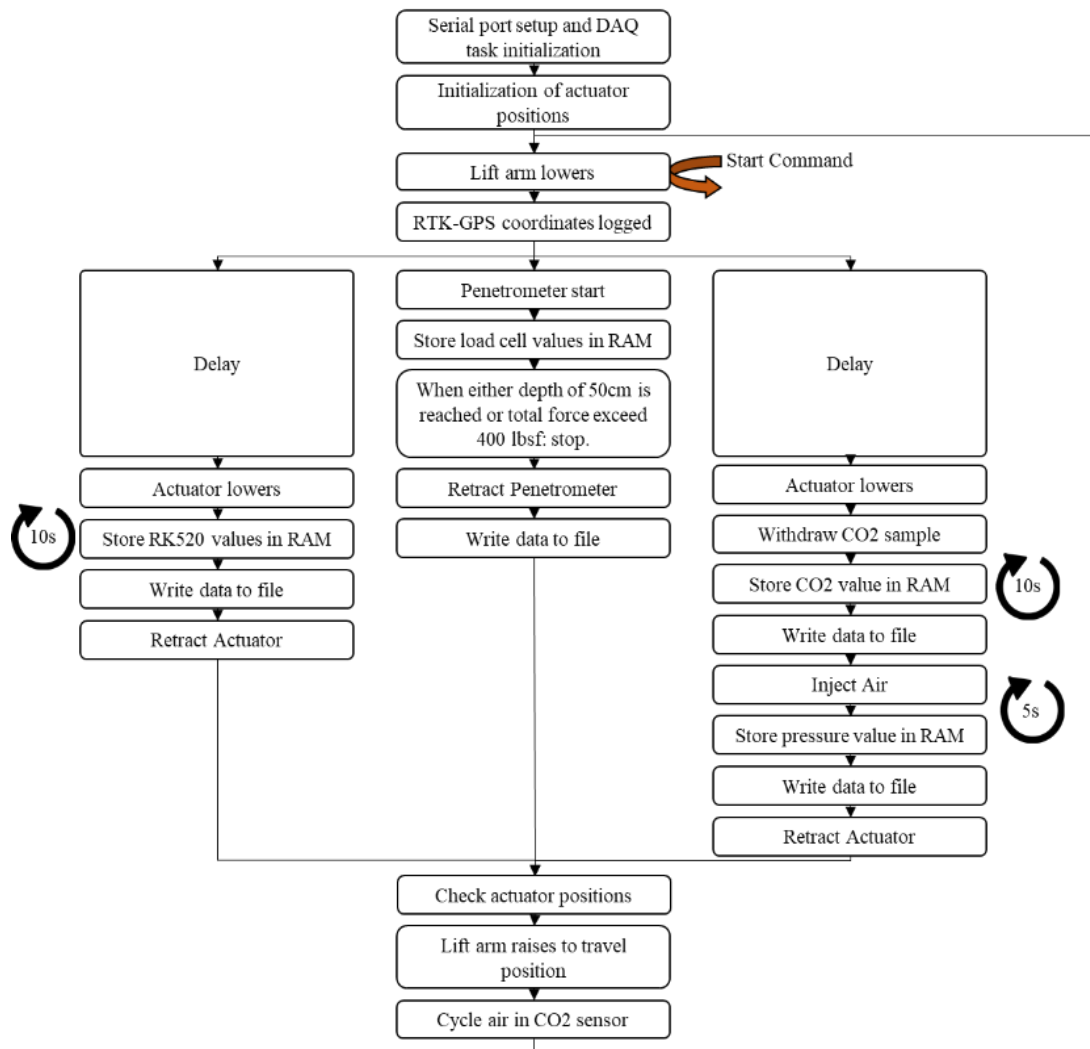 Serial port setup and DAQ
task initialization
Initialization of actuator
positions
Lift arm lowers
Start Command
RTK-GPS coordinates logged
Delay
Actuator lowers
10s
Store RK520 values in RAM
Write data to file
Retract Actuator
Penetrometer start
Store load cell values in RAM
When either depth of 50cm is
reached or total force exceed
400 lbsf: stop.
Retract Penetrometer
Write data to file
Delay
Actuator lowers
Withdraw CO2 sample
Store CO2 value in RAM
10s
Write data to file
Inject Air
5s
Store pressure value in RAM
Write data to file
Retract Actuator
Check actuator positions
Lift arm raises to travel
position
Cycle air in CO2 sensor